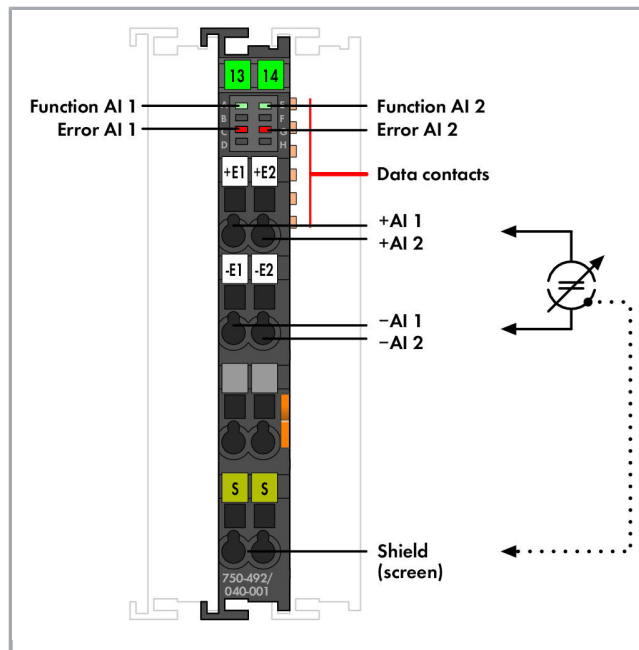 13 14
Function AI 1
Function AI 2
A E
B F
Error AI 1
Error AI 2
C G
D H
+E1 +E2
Data contacts
+AI 1
+AI 2
-E1 -E2
−AI 1
−AI 2
S S
Shield
(screen)
750-492/
040-001